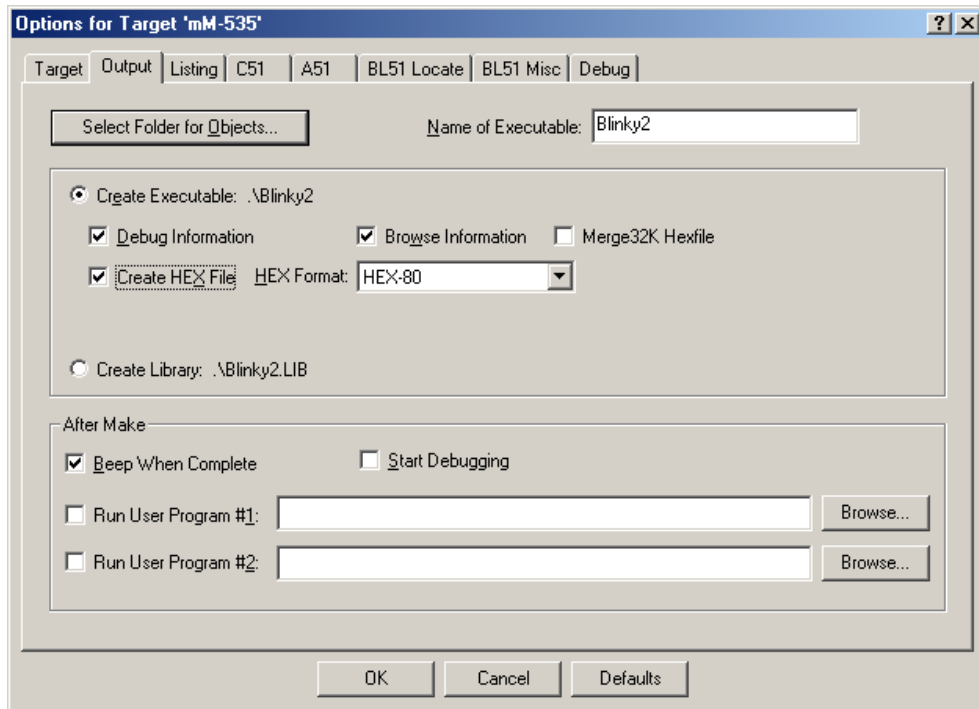 Options for Target 'mM-535'
Target Output Listing C51 A51 BL51 Locate BL51 Misc Debug
Select Folder for Objects... Name of Executable: Blinky2
Create Executable: .\Blinky2
Debug Information Browse Information Merge32K Hexfile
Create HEX File HEX Format: HEX-80
Create Library: .\Blinky2.LIB
After Make
Beep When Complete Start Debugging
Run User Program #1: Browse...
Run User Program #2: Browse...
OK Cancel Defaults